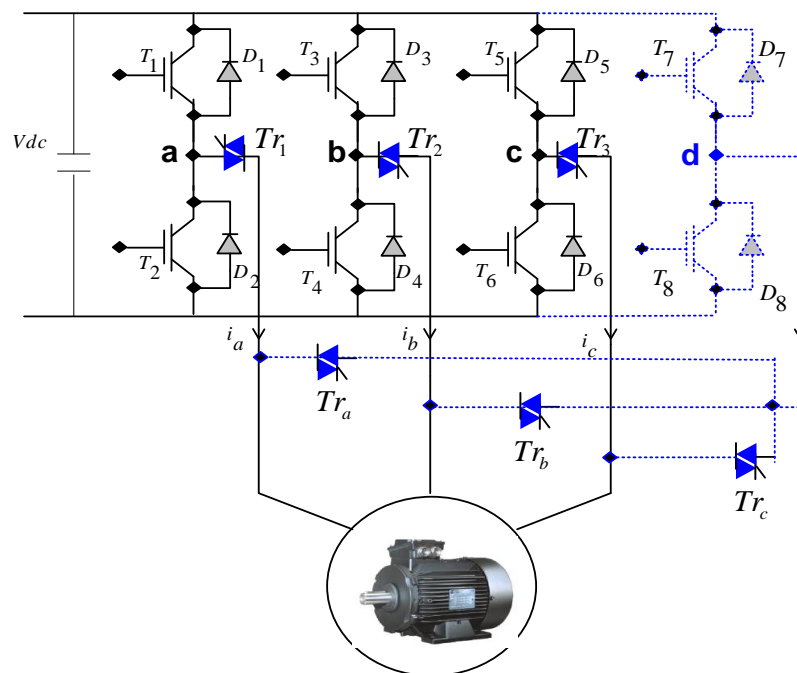 T1 D1 T3 D3 T5 D5 T7 D7
Vdc
a Tr1 b Tr2 c Tr3 d
T2 D2 T4 D4 T6 D6 T8 D8
ia ib ic
Tra
Trb
Trc